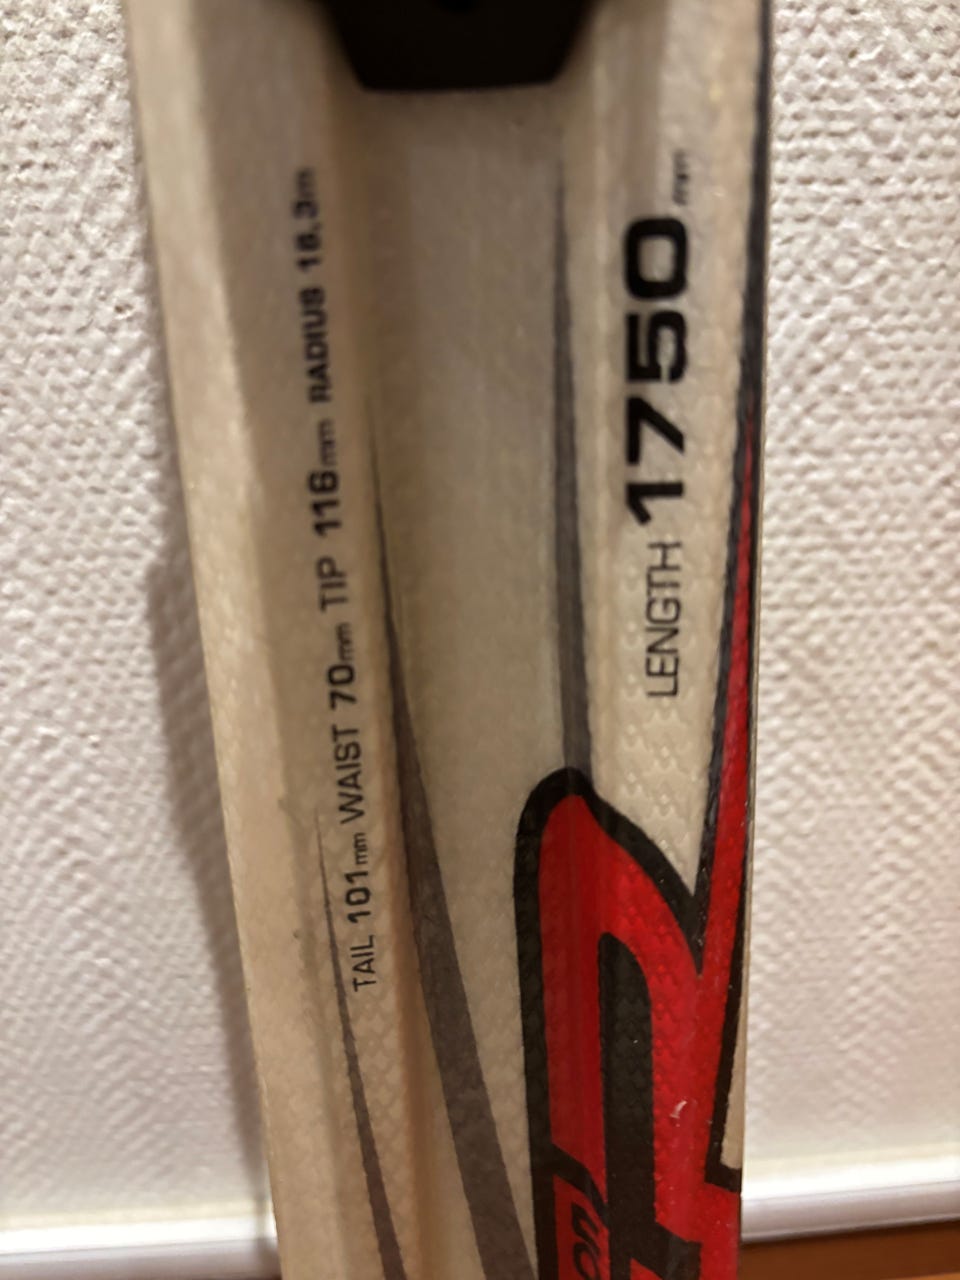 TAIL 101mm WAIST 70mm TIP 116mm RADIUS 16.3m
LENGTH 1750mm